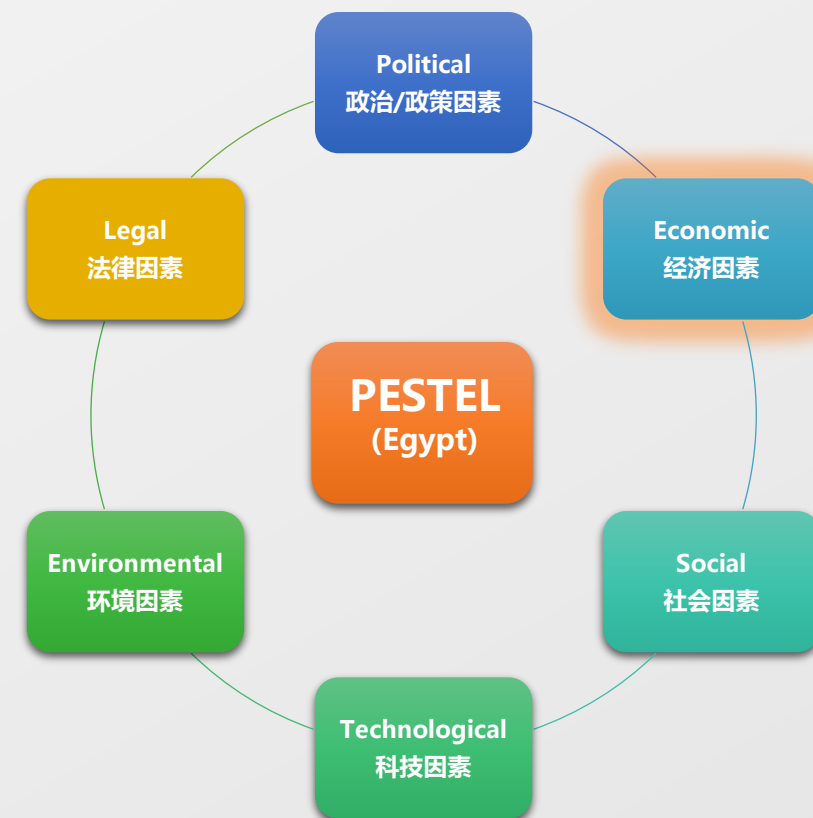 Political
政治/政策因素
Legal
法律因素
Economic
经济因素
PESTEL
(Egypt)
Environmental
环境因素
Social
社会因素
Technological
科技因素